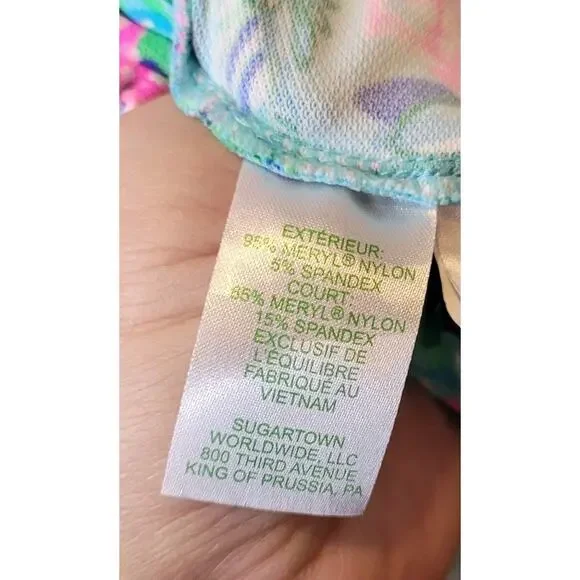 EXTÉRIEUR:
95% MERYL® NYLON
5% SPANDEX
COURT:
85% MERYL® NYLON
15% SPANDEX
EXCLUSIF DE
L'ÉQUILIBRE
FABRIQUÉ AU
VIETNAM
SUGARTOWN
WORLDWIDE, LLC
800 THIRD AVENUE
KING OF PRUSSIA, PA